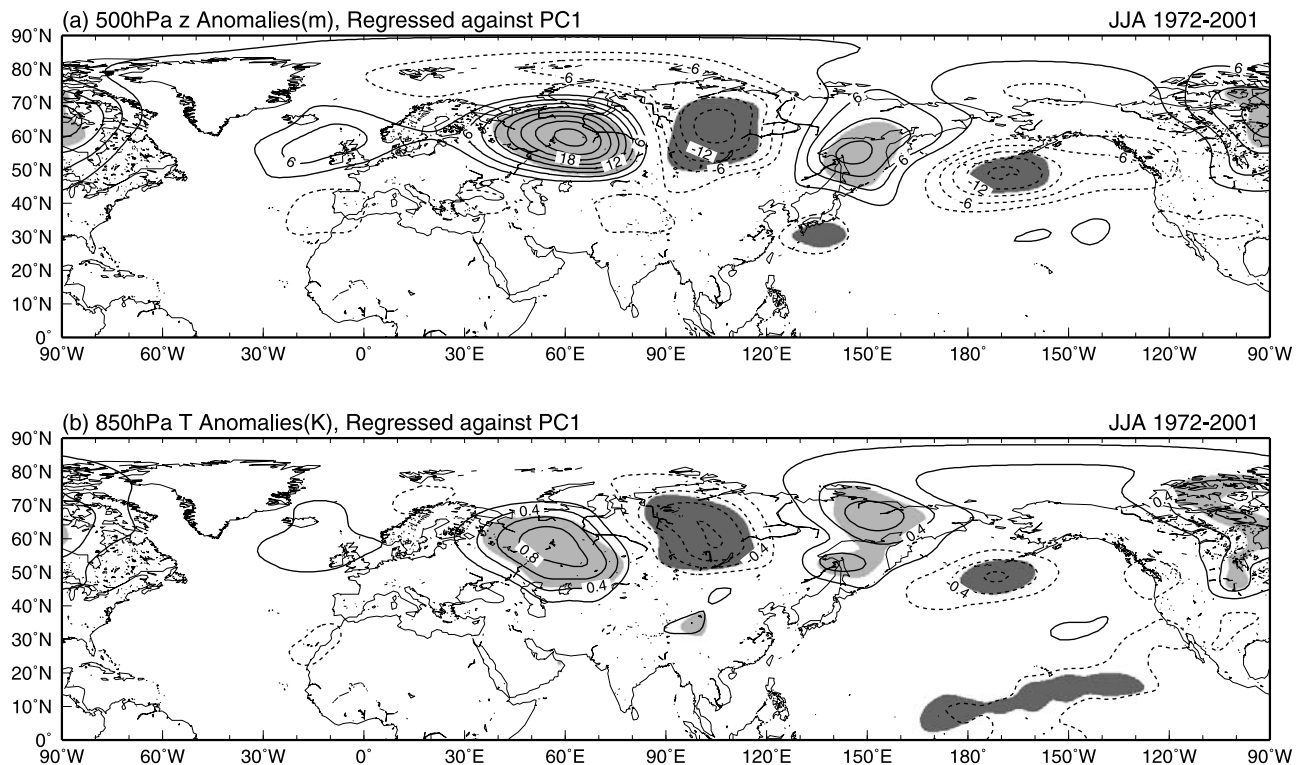 (a) 500hPa z Anomalies(m), Regressed against PC1 JJA 1972-2001
90˚N
80˚N
70˚N
60˚N
50˚N
40˚N
30˚N
20˚N
10˚N
0˚
-6
-6
6
6
6
6
18
12
-12
-6
6
6
-12
-6
-6
6
90˚W 60˚W 30˚W 0˚ 30˚E 60˚E 90˚E 120˚E 150˚E 180˚ 150˚W 120˚W 90˚W
(b) 850hPa T Anomalies(K), Regressed against PC1 JJA 1972-2001
90˚N
80˚N
70˚N
60˚N
50˚N
40˚N
30˚N
20˚N
10˚N
0˚
0.4
0.8
0.4
-0.4
0.4
-0.4
0.4
90˚W 60˚W 30˚W 0˚ 30˚E 60˚E 90˚E 120˚E 150˚E 180˚ 150˚W 120˚W 90˚W